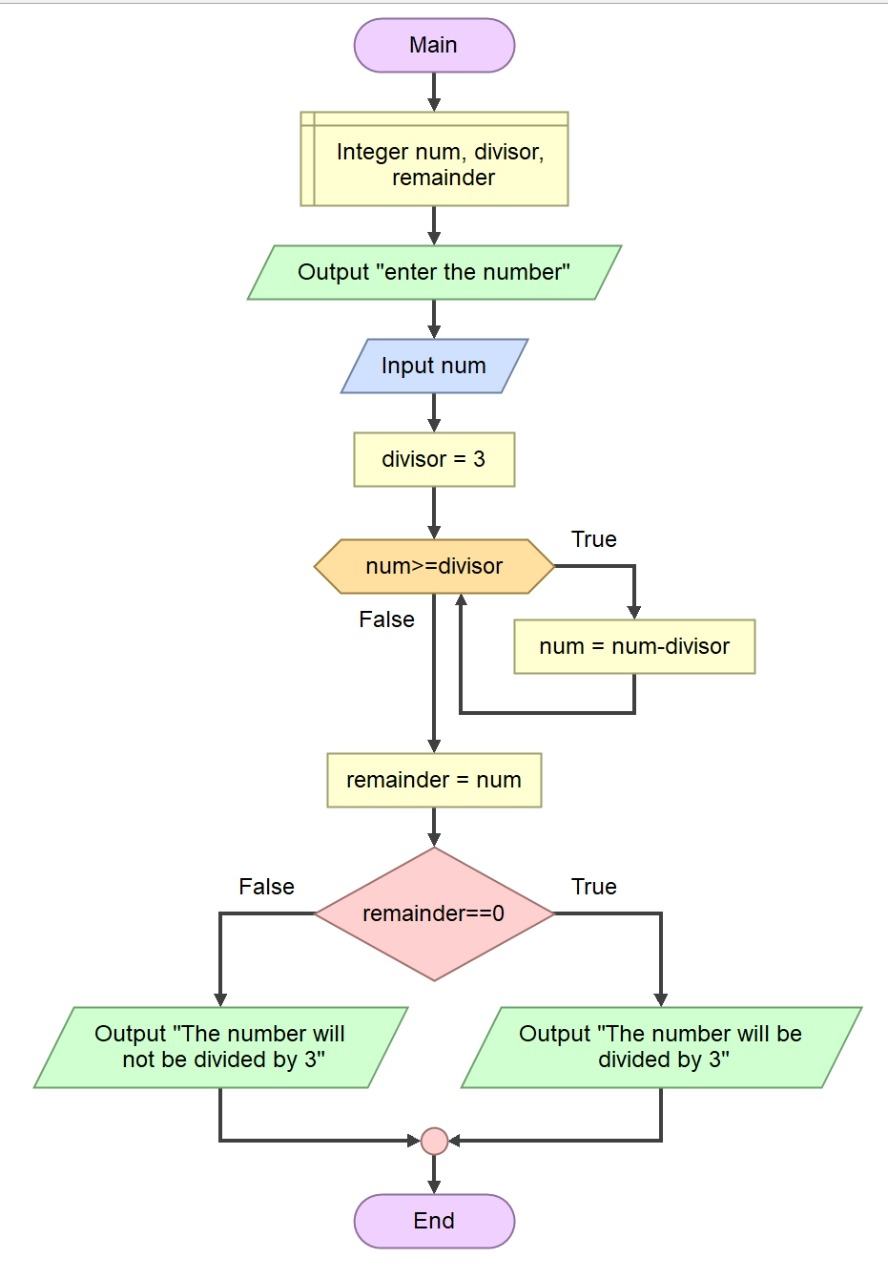 Main
Integer num, divisor,
remainder
Output "enter the number"
Input num
divisor = 3
num>=divisor
True
False
num = num-divisor
remainder = num
False
True
remainder==0
Output "The number will
not be divided by 3"
Output "The number will be
divided by 3"
End